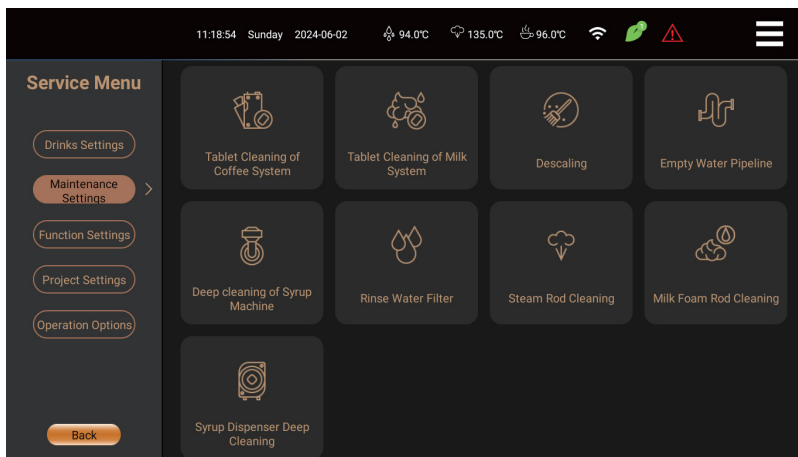 11:18:54 Sunday 2024-06-02 94.0℃ 135.0℃ 96.0℃ 1
Service Menu
Drinks Settings
Maintenance
Settings
Function Settings
Project Settings
Operation Options
Back
Tablet Cleaning of
Coffee System
Tablet Cleaning of Milk
System
Descaling
Empty Water Pipeline
Deep cleaning of Syrup
Machine
Rinse Water Filter
Steam Rod Cleaning
Milk Foam Rod Cleaning
Syrup Dispenser Deep
Cleaning